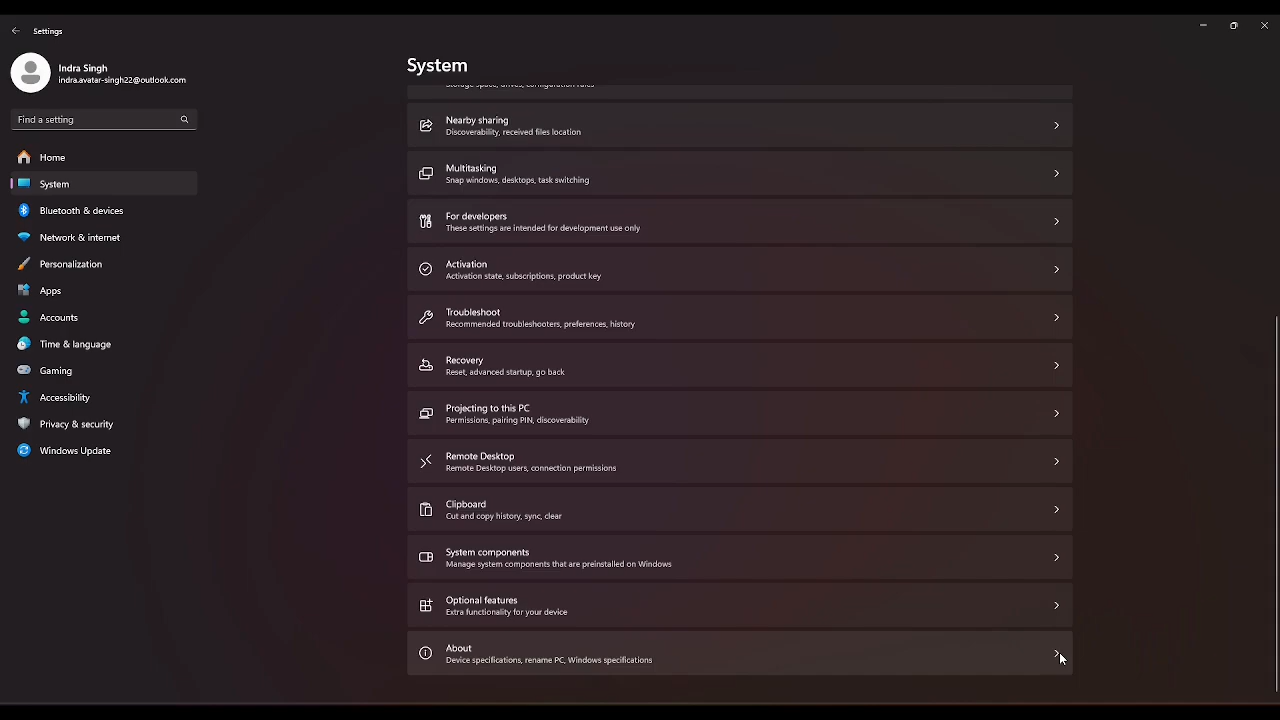 Settings
Indra Singh
indra.avatar-singh22@outlook.com
Find a setting
Home
System
Bluetooth & devices
Network & internet
Personalization
Apps
Accounts
Time & language
Gaming
Accessibility
Privacy & security
Windows Update
System
Storage space, drives, configuration rules
Nearby sharing
Discoverability, received files location
Multitasking
Snap windows, desktops, task switching
For developers
These settings are intended for development use only
Activation
Activation state, subscriptions, product key
Troubleshoot
Recommended troubleshooters, preferences, history
Recovery
Reset, advanced startup, go back
Projecting to this PC
Permissions, pairing PIN, discoverability
Remote Desktop
Remote Desktop users, connection permissions
Clipboard
Cut and copy history, sync, clear
System components
Manage system components that are preinstalled on Windows
Optional features
Extra functionality for your device
About
Device specifications, rename PC, Windows specifications